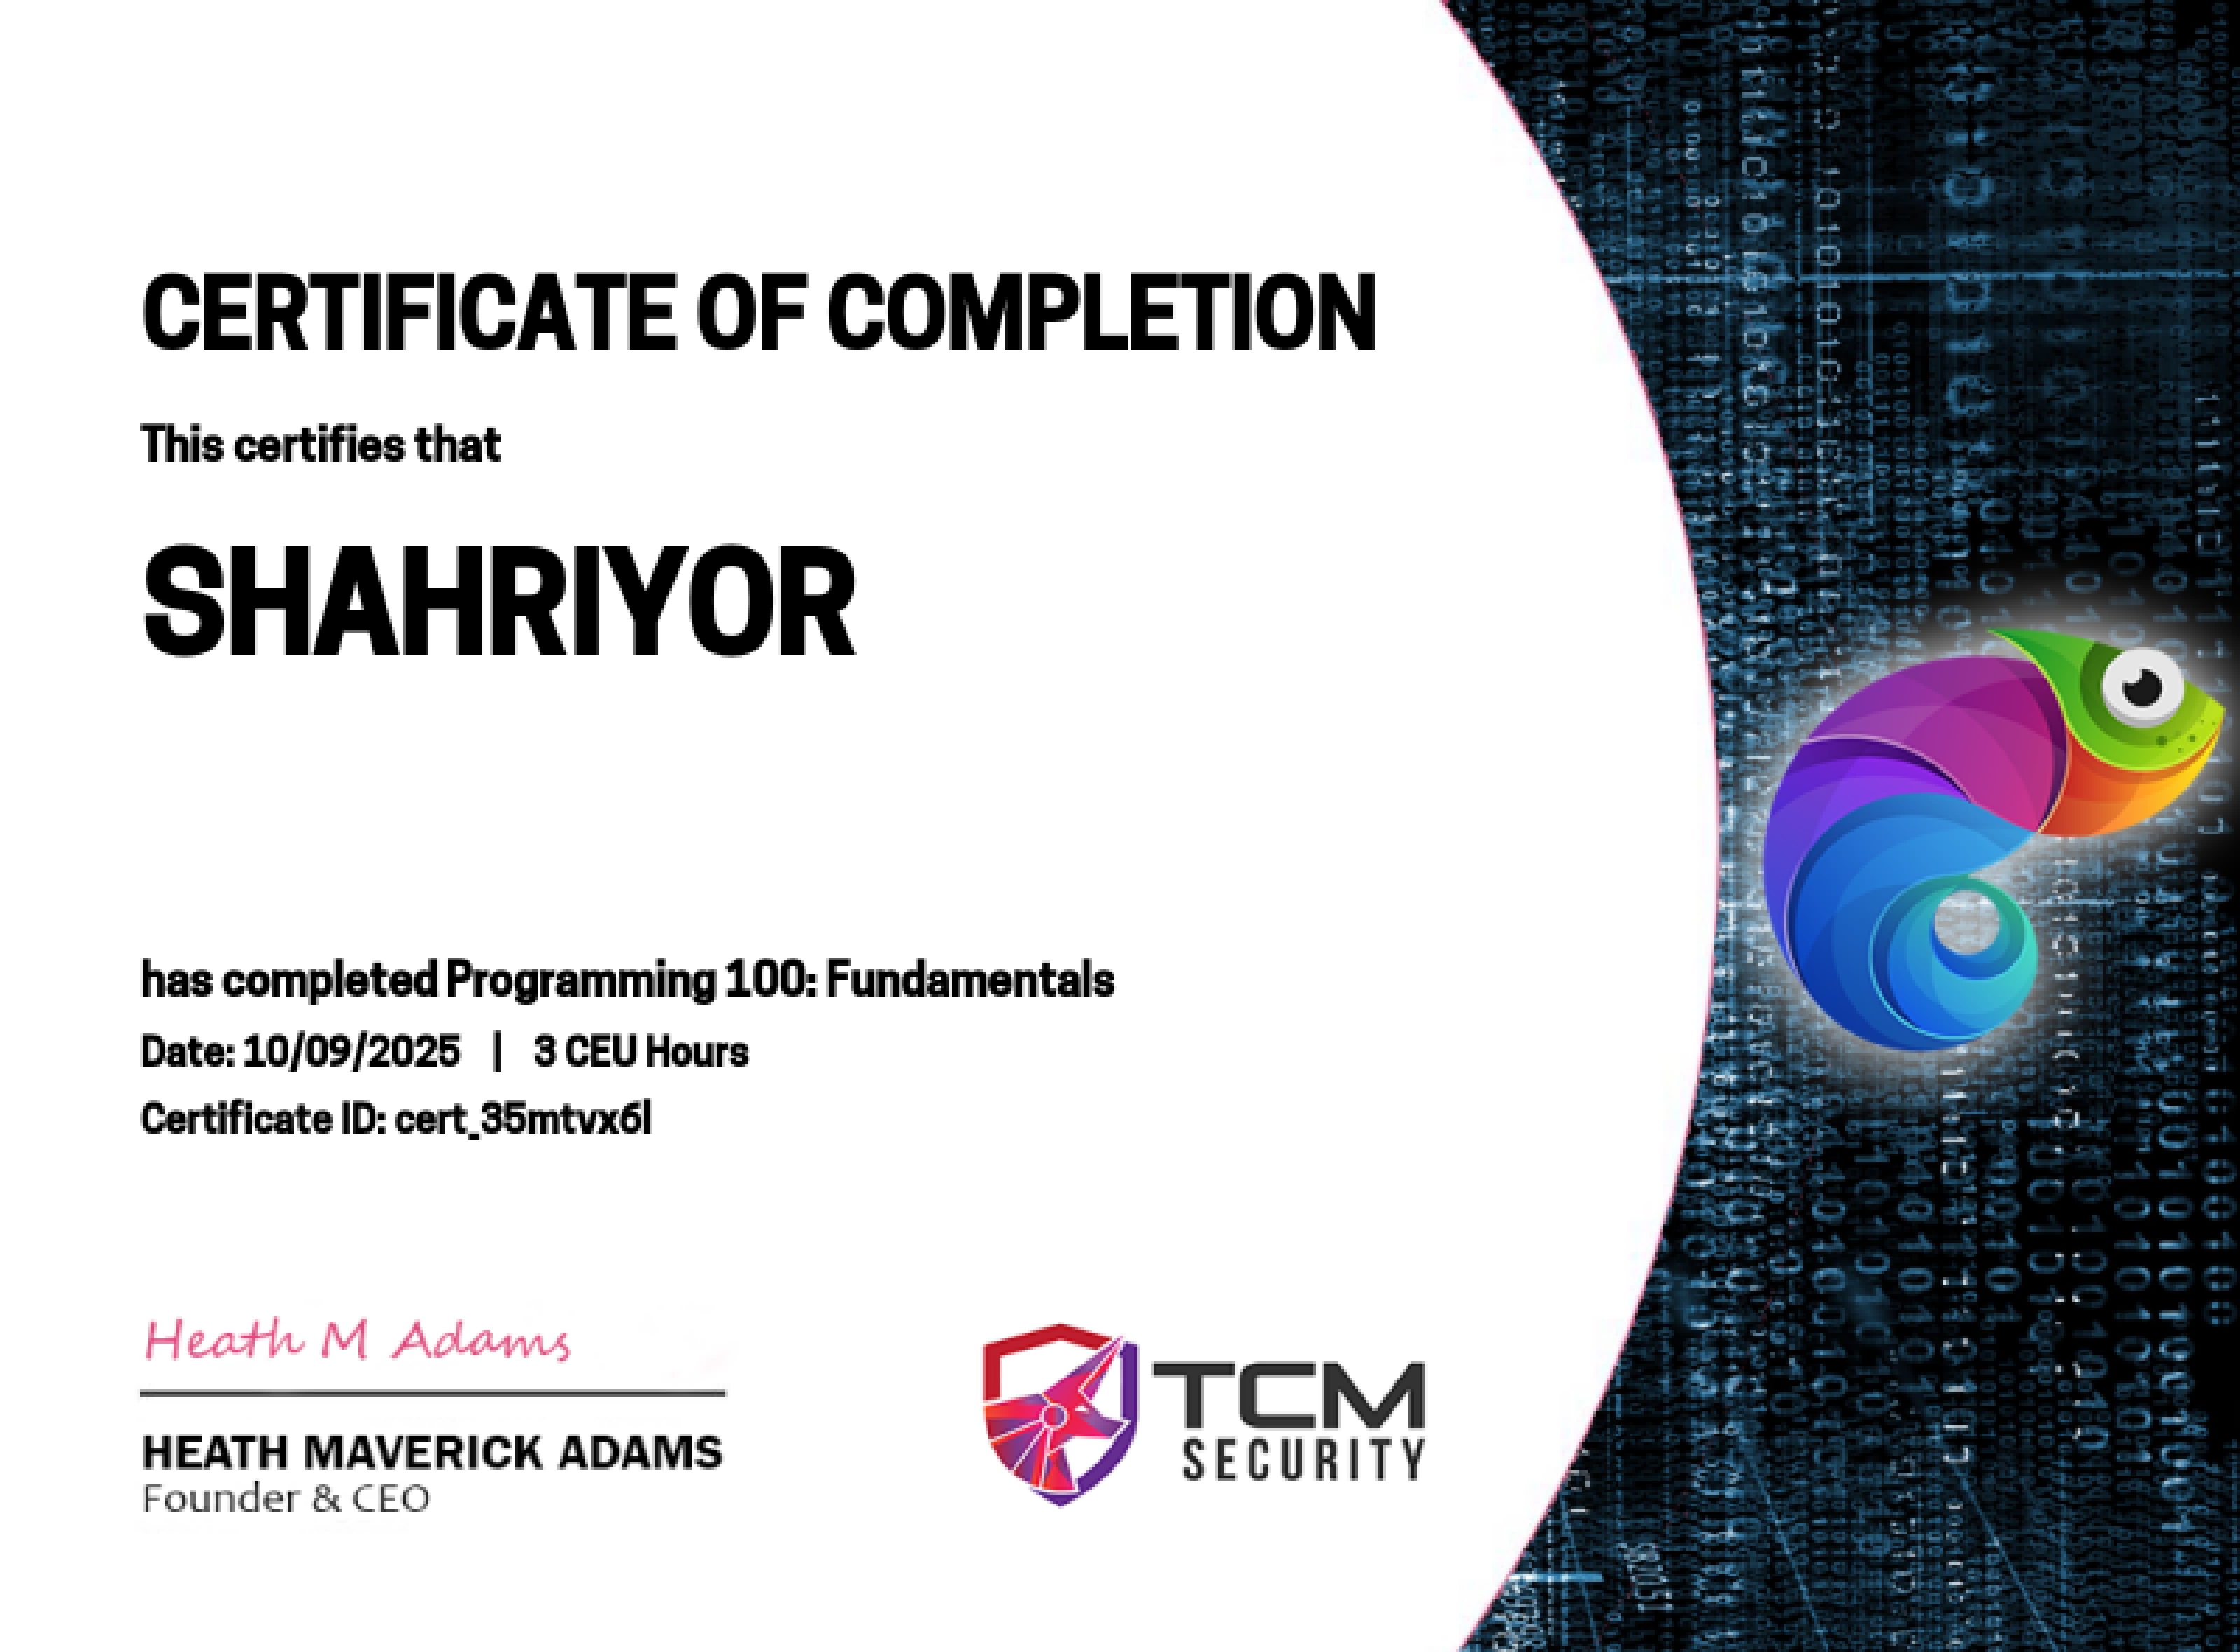 CERTIFICATE OF COMPLETION
This certifies that
SHAHRIYOR
has completed Programming 100: Fundamentals
Date: 10/09/2025 | 3 CEU Hours
Certificate ID: cert_35mtvx6l
Heath M Adams
HEATH MAVERICK ADAMS
Founder & CEO
TCM
SECURITY